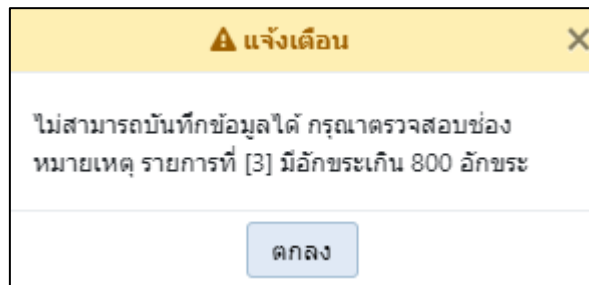 แจ้งเตือน
ไม่สามารถบันทึกข้อมูลได้ กรุณาตรวจสอบช่อง
หมายเหตุ รายการที่ [3] มีอักขระเกิน 800 อักขระ
ตกลง